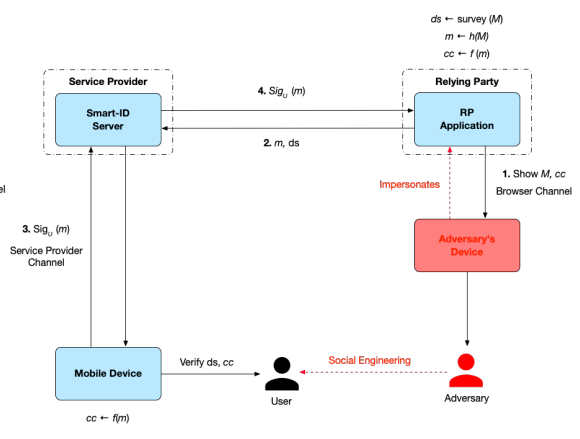 ds ← survey (M)
m ← h(M)
cc ← f (m)
Service Provider
Relying Party
4. Sig_U (m)
Smart-ID
Server
RP
Application
2. m, ds
1. Show M, cc
Browser Channel
Impersonates
el
3. Sig_U (m)
Service Provider
Channel
Adversary's
Device
Mobile Device
Verify ds, cc
Social Engineering
User
Adversary
cc ← f(m)